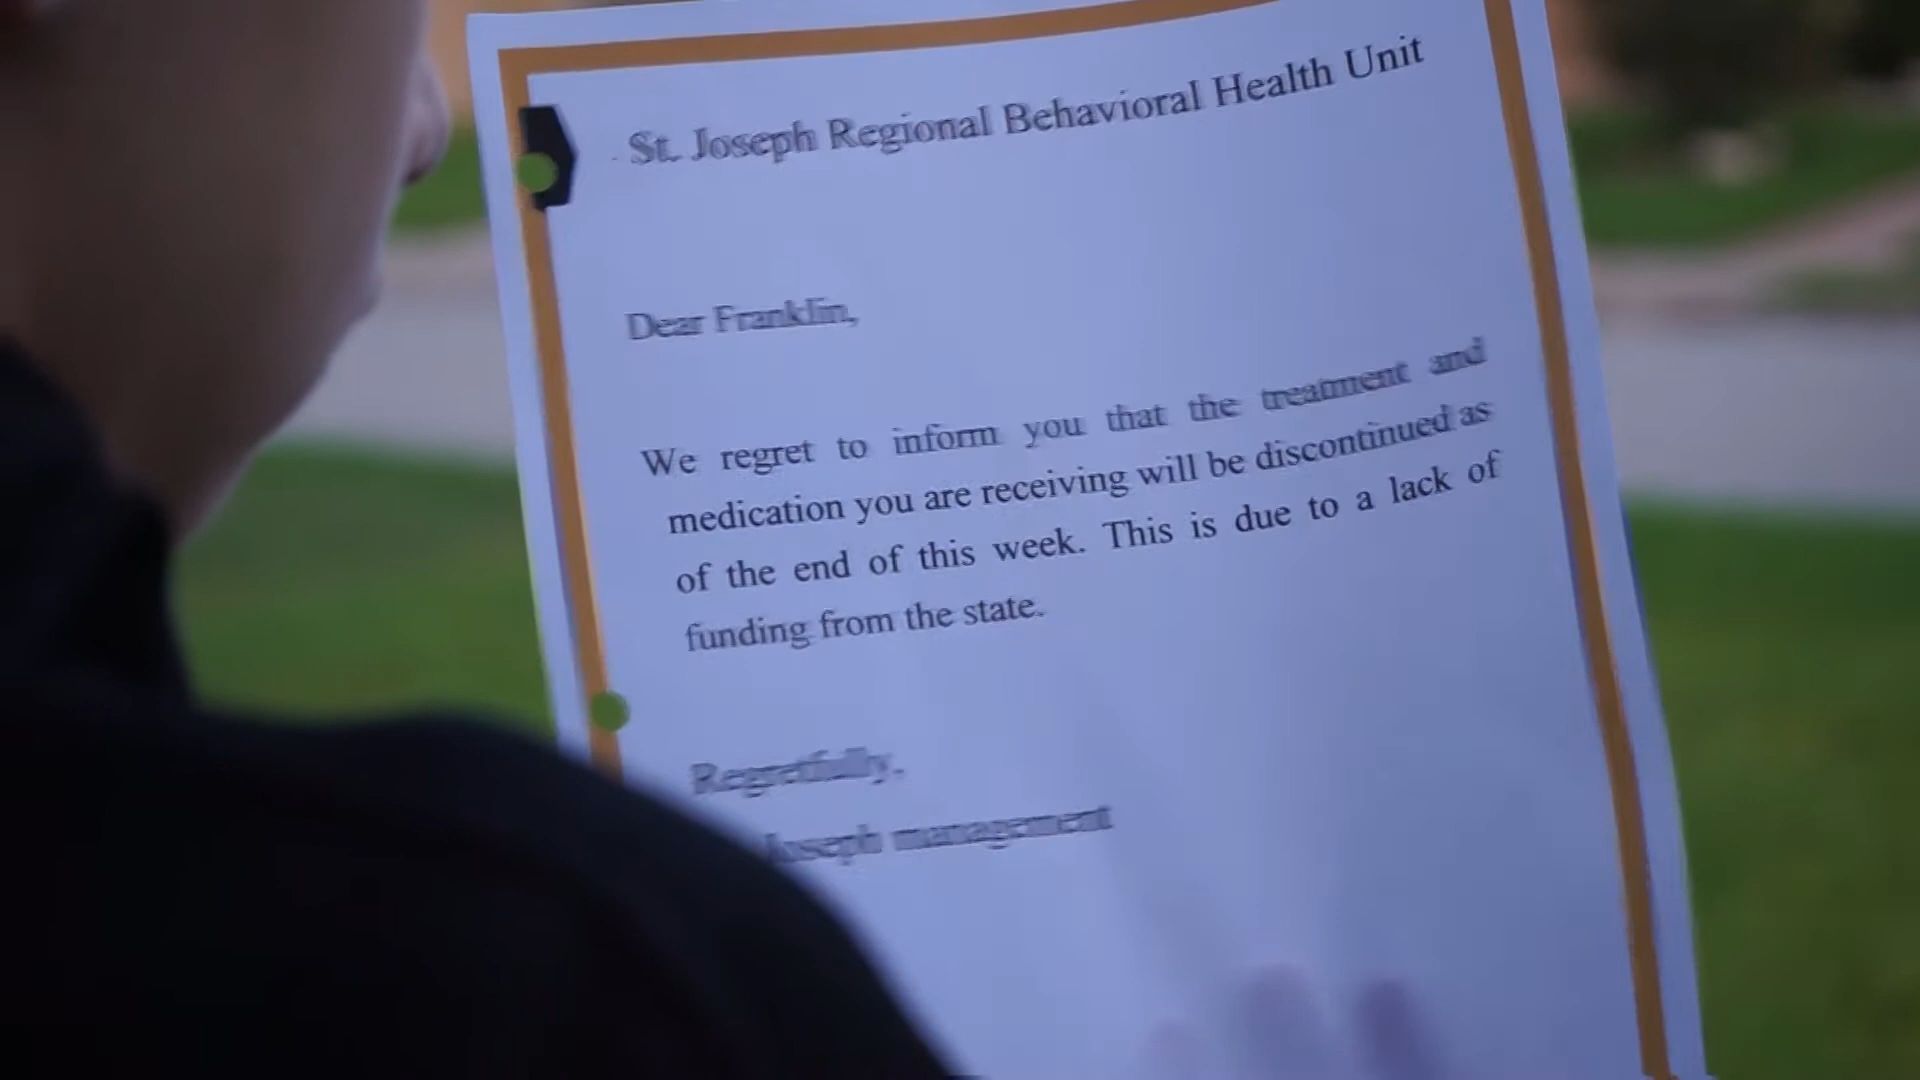 St. Joseph Regional Behavioral Health Unit
Dear Franklin,
We regret to inform you that the treatment and
medication you are receiving will be discontinued as
of the end of this week. This is due to a lack of
funding from the state.
Regretfully,
Joseph management